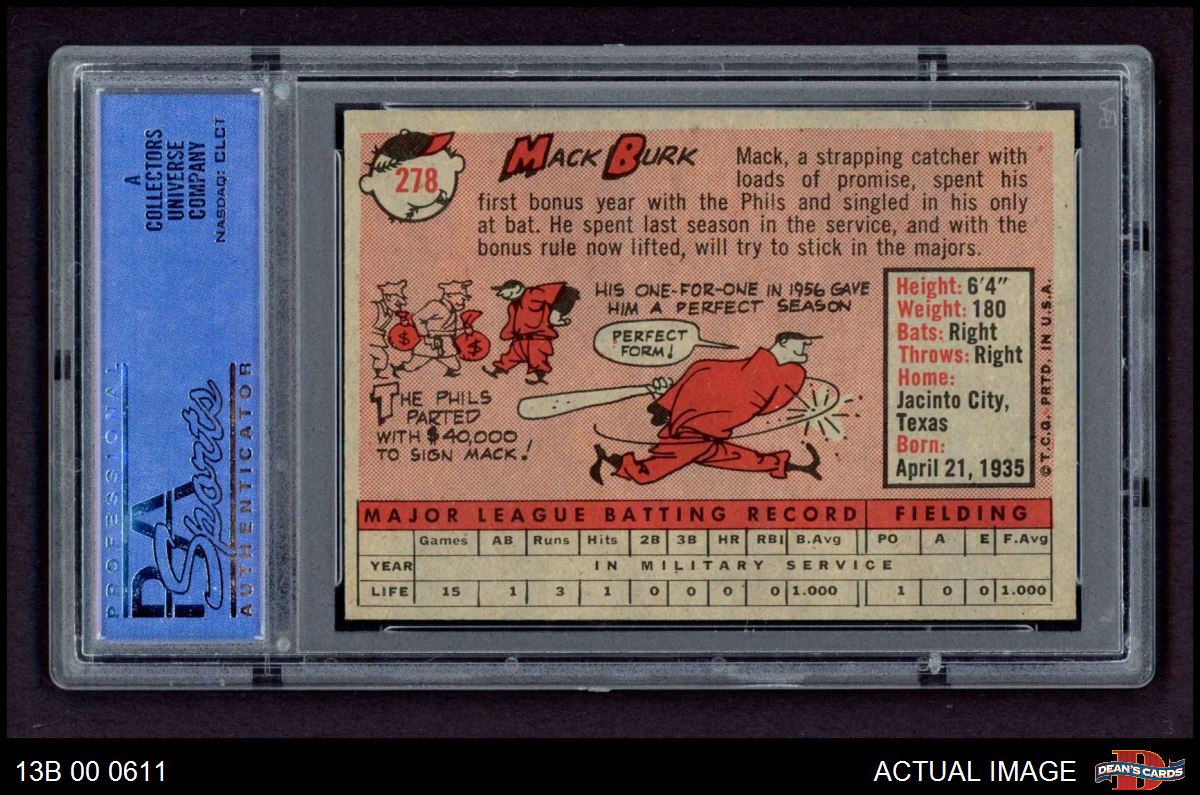 A
COLLECTORS
UNIVERSE
COMPANY
NASDAQ: CLCT
PROFESSIONAL
PSA
Sports
AUTHENTICATOR
278
MACK BURK
Mack, a strapping catcher with
loads of promise, spent his
first bonus year with the Phils and singled in his only
at bat. He spent last season in the service, and with the
bonus rule now lifted, will try to stick in the majors.
HIS ONE-FOR-ONE IN 1956 GAVE
HIM A PERFECT SEASON
PERFECT
FORM!
$ $
THE PHILS
PARTED
WITH $40,000
TO SIGN MACK!
Height: 6'4"
Weight: 180
Bats: Right
Throws: Right
Home:
Jacinto City,
Texas
Born:
April 21, 1935
©T.C.G. PRTD. IN U.S.A.
MAJOR LEAGUE BATTING RECORD FIELDING
Games AB Runs Hits 2B 3B HR RBI B.Avg PO A E F.Avg
YEAR IN MILITARY SERVICE
LIFE 15 1 3 1 0 0 0 0 1.000 1 0 0 1.000
PSA
13B 00 0611
ACTUAL IMAGE
D
DEAN'S CARDS